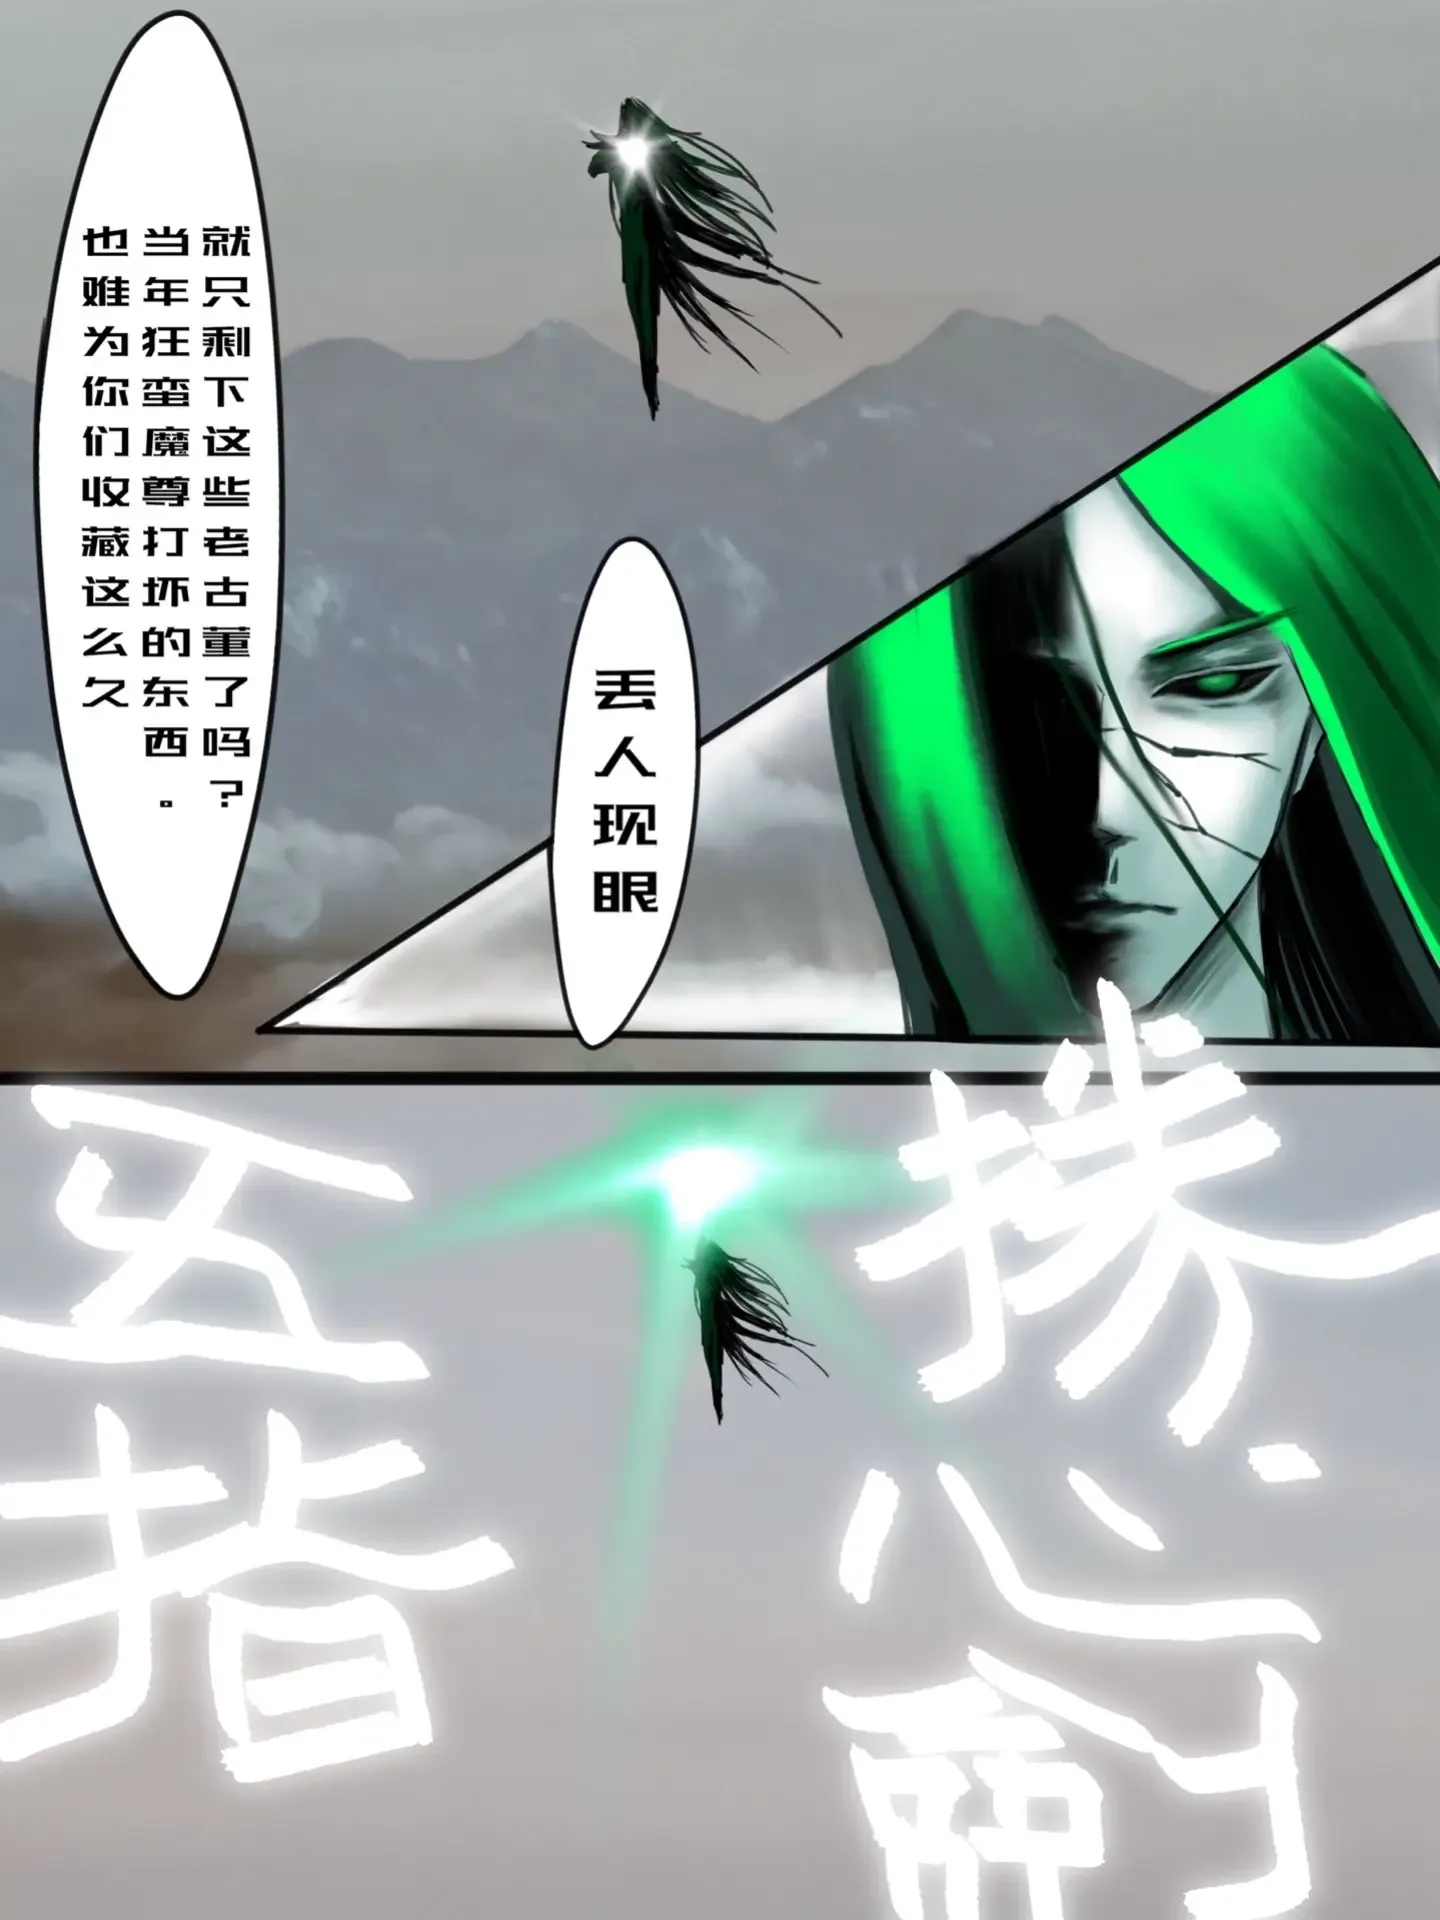 就只剩下这些老古董了吗？
当年狂蛮魔尊打坏的东西。
也难为你们收藏这么久
丢人现眼
五指
心